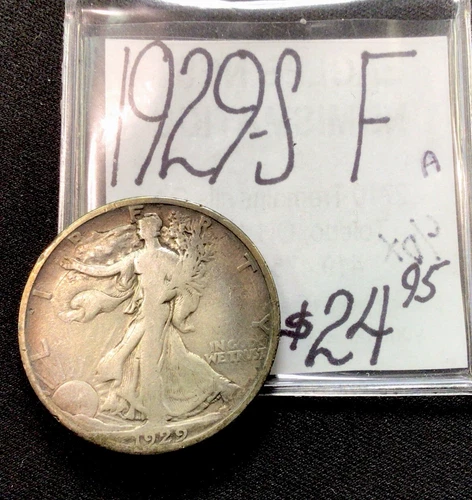 1929-S F
A
$24.95
LIBERTY
IN GOD
WE TRUST
1929